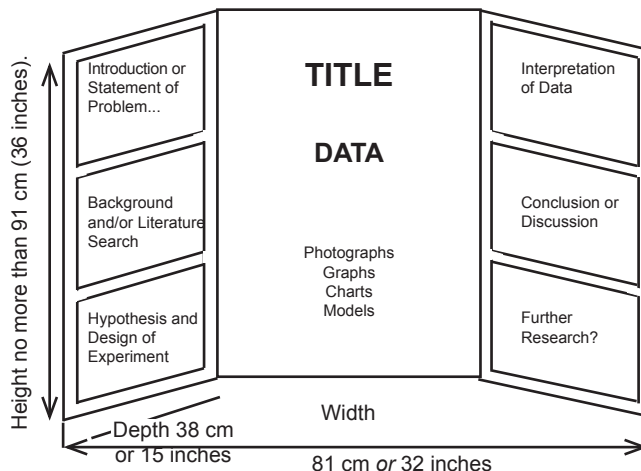 Height no more than 91 cm (36 inches).
Introduction or
Statement of
Problem...
Background
and/or Literature
Search
Hypothesis and
Design of
Experiment
TITLE
DATA
Photographs
Graphs
Charts
Models
Interpretation
of Data
Conclusion or
Discussion
Further
Research?
Width
Depth 38 cm
or 15 inches
81 cm or 32 inches